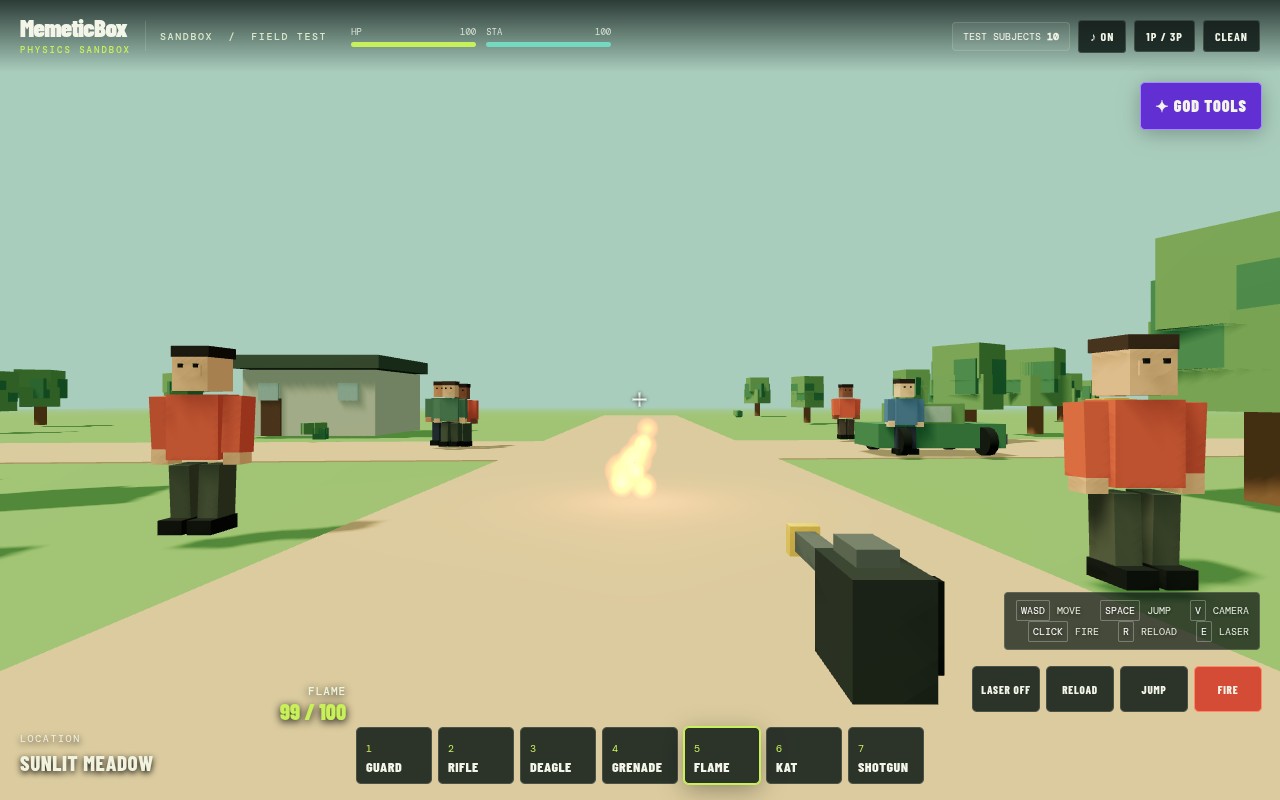 MemeticBox
PHYSICS SANDBOX
SANDBOX / FIELD TEST
HP 100 STA 100
TEST SUBJECTS 10
♪ ON
1P / 3P
CLEAN
✦ GOD TOOLS
WASD MOVE SPACE JUMP V CAMERA
CLICK FIRE R RELOAD E LASER
LASER OFF
RELOAD
JUMP
FIRE
FLAME
99 / 100
LOCATION
SUNLIT MEADOW
1 GUARD
2 RIFLE
3 DEAGLE
4 GRENADE
5 FLAME
6 KAT
7 SHOTGUN